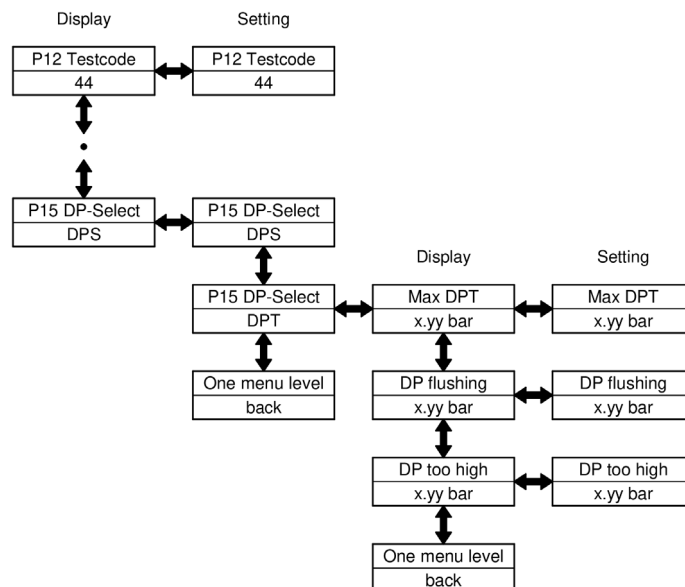 Display
Setting
P12 Testcode
44
P12 Testcode
44
P15 DP-Select
DPS
P15 DP-Select
DPS
Display
Setting
P15 DP-Select
DPT
Max DPT
x.yy bar
Max DPT
x.yy bar
One menu level
back
DP flushing
x.yy bar
DP flushing
x.yy bar
DP too high
x.yy bar
DP too high
x.yy bar
One menu level
back